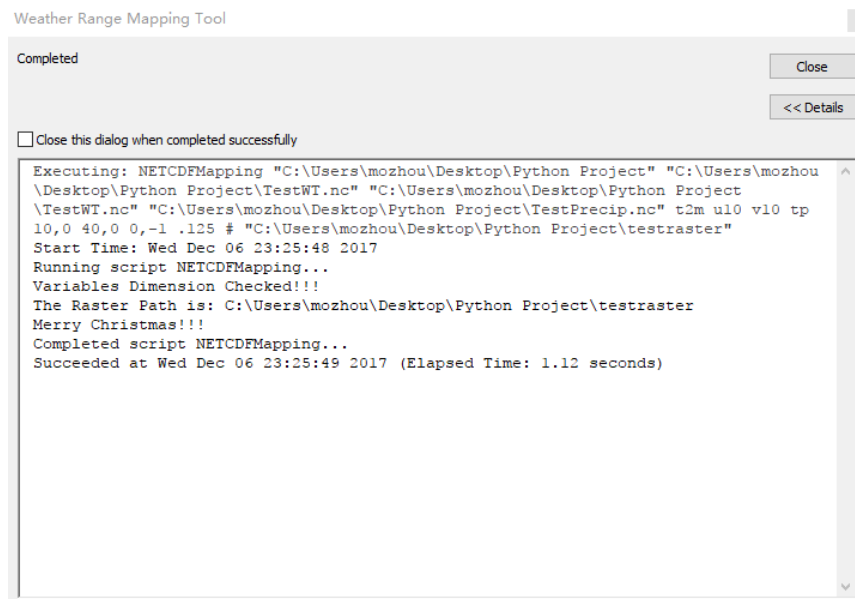 Weather Range Mapping Tool
Completed
Close
<< Details
Close this dialog when completed successfully
Executing: NETCDFMapping "C:\Users\mozhou\Desktop\Python Project" "C:\Users\mozhou
\Desktop\Python Project\TestWT.nc" "C:\Users\mozhou\Desktop\Python Project
\TestWT.nc" "C:\Users\mozhou\Desktop\Python Project\TestPrecip.nc" t2m u10 v10 tp
10,0 40,0 0,-1 .125 # "C:\Users\mozhou\Desktop\Python Project\testraster"
Start Time: Wed Dec 06 23:25:48 2017
Running script NETCDFMapping...
Variables Dimension Checked!!!
The Raster Path is: C:\Users\mozhou\Desktop\Python Project\testraster
Merry Christmas!!!
Completed script NETCDFMapping...
Succeeded at Wed Dec 06 23:25:49 2017 (Elapsed Time: 1.12 seconds)